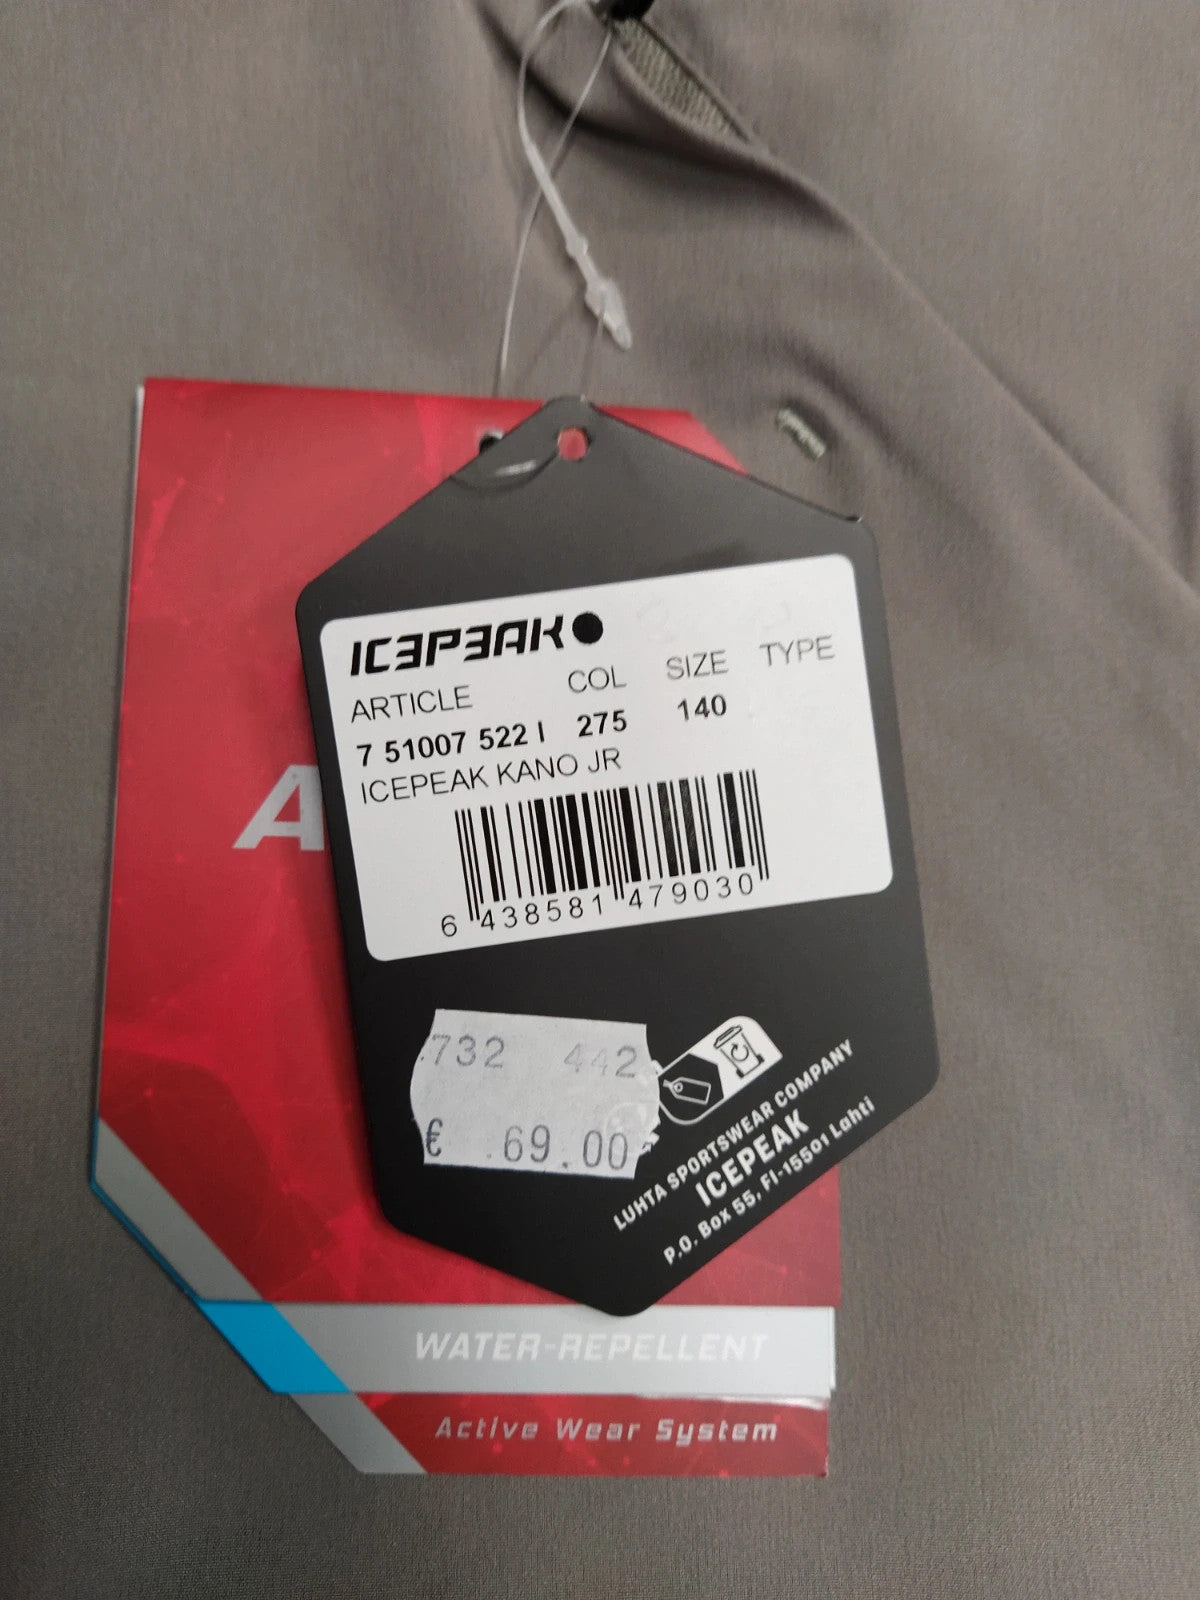 ICEPEAK
ARTICLE COL SIZE TYPE
7 51007 522 I 275 140
ICEPEAK KANO JR
6 438581 479030
.732 442
€ .69.00
LUHTA SPORTSWEAR COMPANY
ICEPEAK
P.O. Box 55, FI-15501 Lahti
A
WATER-REPELLENT
Active Wear System